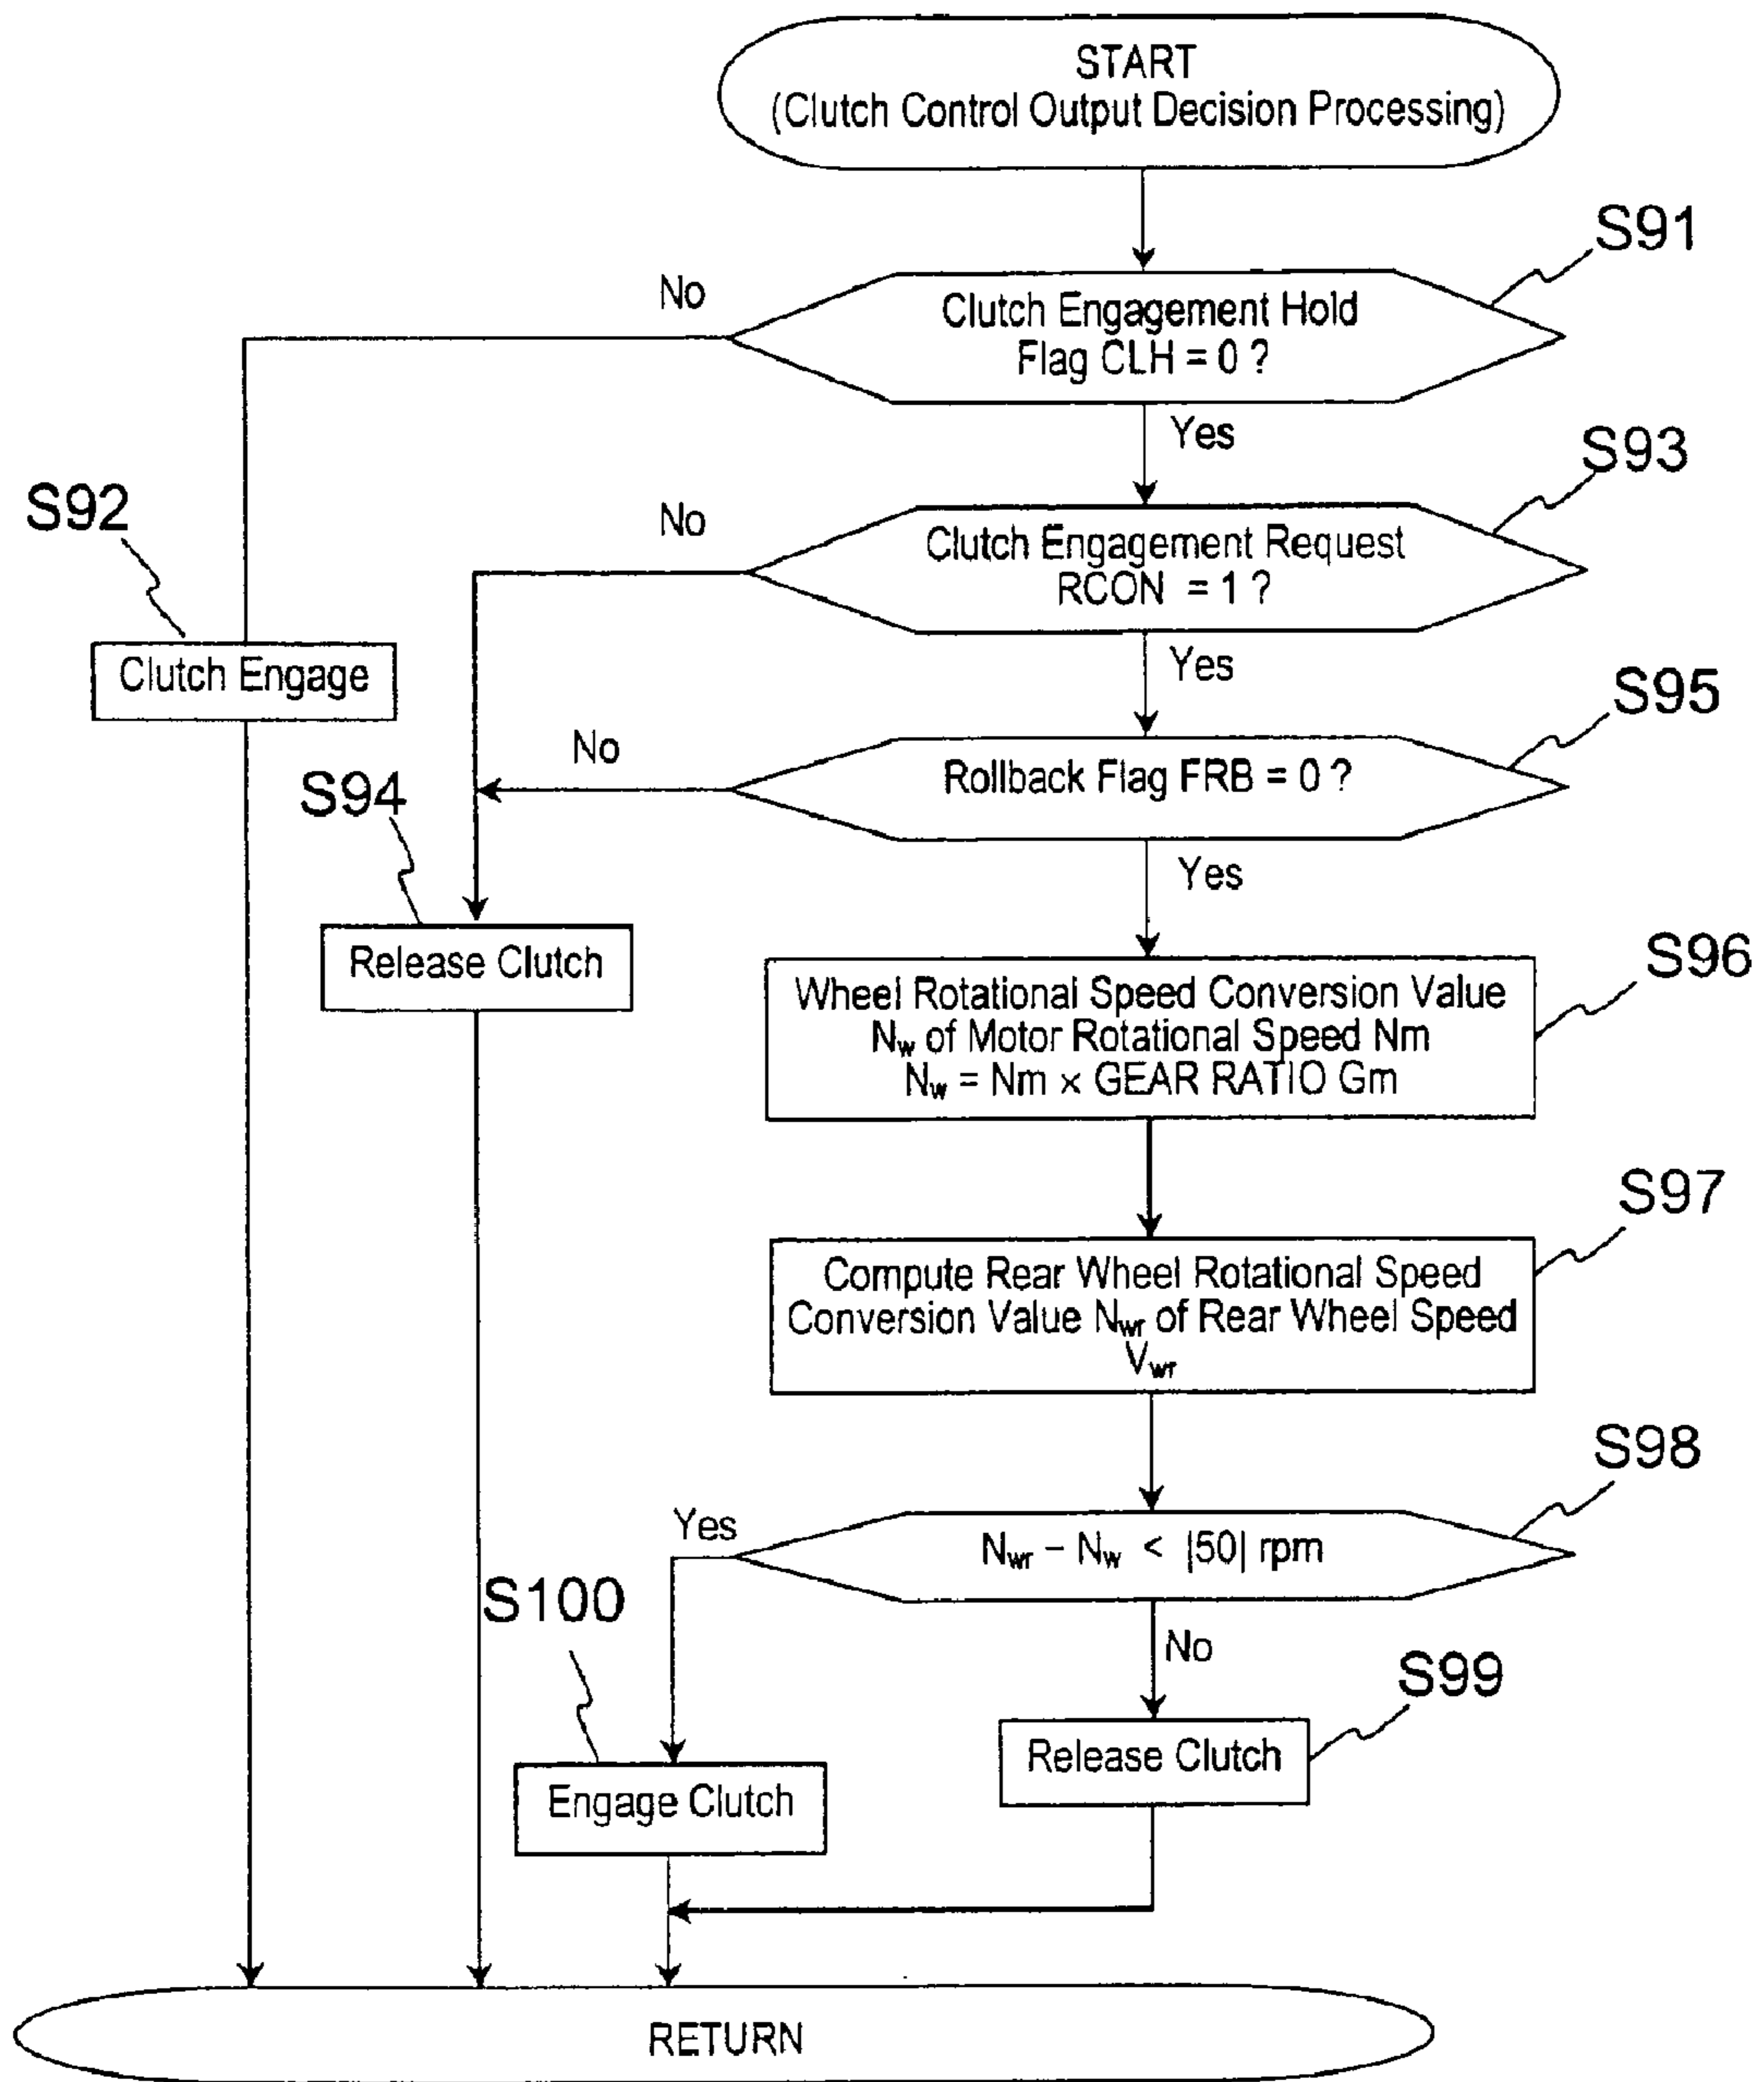 START
(Clutch Control Output Decision Processing)
S91
No
Clutch Engagement Hold
Flag CLH = 0 ?
Yes
S93
S92
No
Clutch Engagement Request
RCON = 1 ?
Yes
Clutch Engage
S95
No
Rollback Flag FRB = 0 ?
S94
Yes
Release Clutch
S96
Wheel Rotational Speed Conversion Value
Nw of Motor Rotational Speed Nm
Nw = Nm × GEAR RATIO Gm
S97
Compute Rear Wheel Rotational Speed
Conversion Value Nwr of Rear Wheel Speed
Vwr
S98
Yes
Nwr – Nw < |50| rpm
S100
No
S99
Release Clutch
Engage Clutch
RETURN